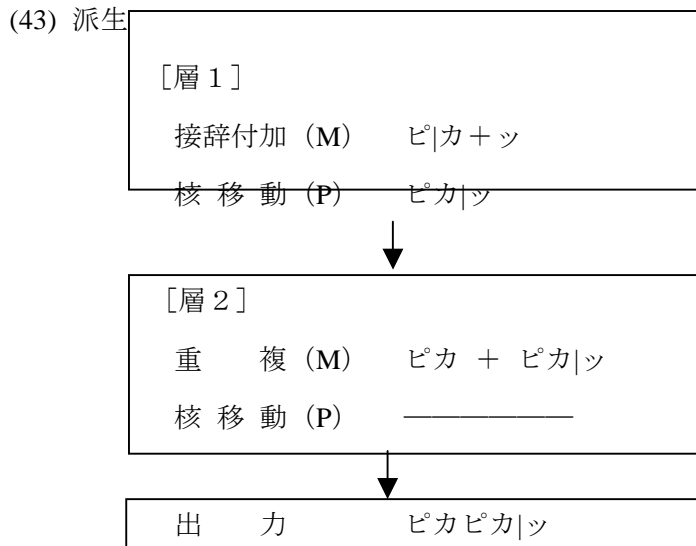 (43) 派生
［層１］
接辞付加（M） ピ|カ＋ッ
核 移 動（P） ピカ|ッ
［層２］
重 複（M） ピカ ＋ ピカ|ッ
核 移 動（P） ――――――
出 力 ピカピカ|ッ